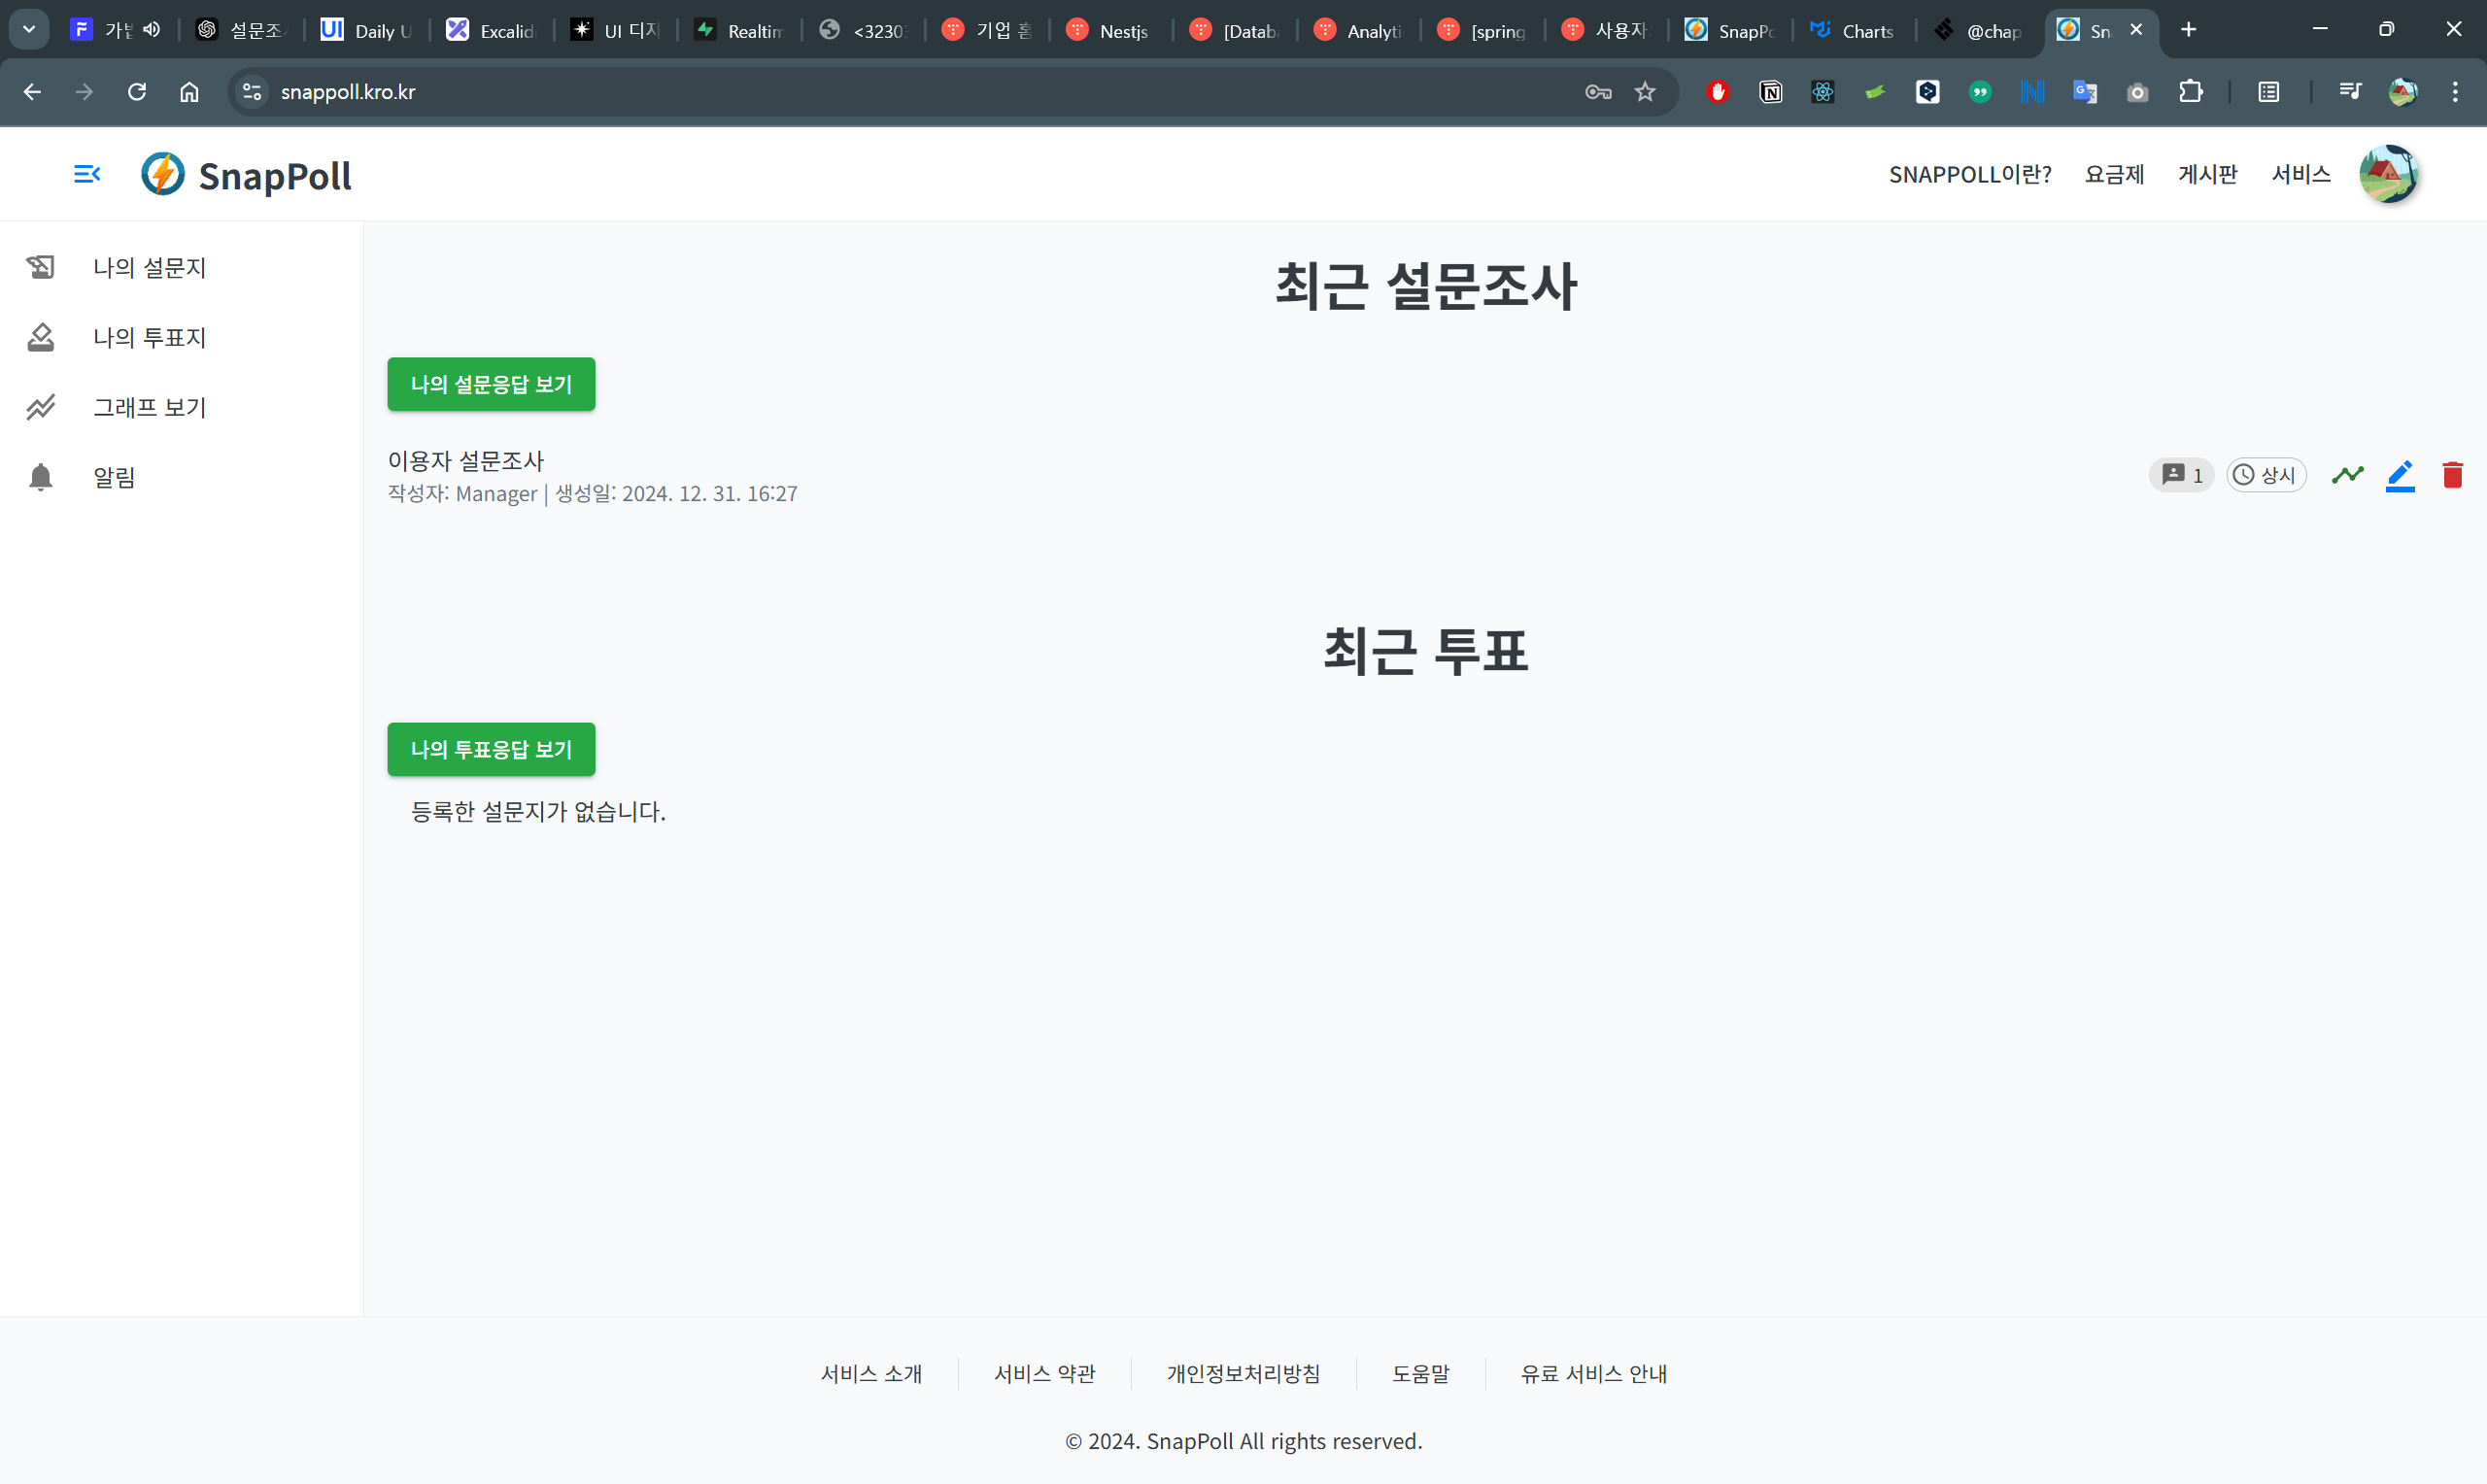 가벼
설문조
Daily U
Excalid
UI 디지
Realtim
<3230
기업 홈
Nestjs
[Datab
Analyti
[spring
사용자
SnapPo
Charts
@chap
Sn
snappoll.kro.kr
SnapPoll
SNAPPOLL이란?
요금제
게시판
서비스
나의 설문지
나의 투표지
그래프 보기
알림
최근 설문조사
나의 설문응답 보기
이용자 설문조사
1
상시
작성자: Manager | 생성일: 2024. 12. 31. 16:27
최근 투표
나의 투표응답 보기
등록한 설문지가 없습니다.
서비스 소개
서비스 약관
개인정보처리방침
도움말
유료 서비스 안내
© 2024. SnapPoll All rights reserved.